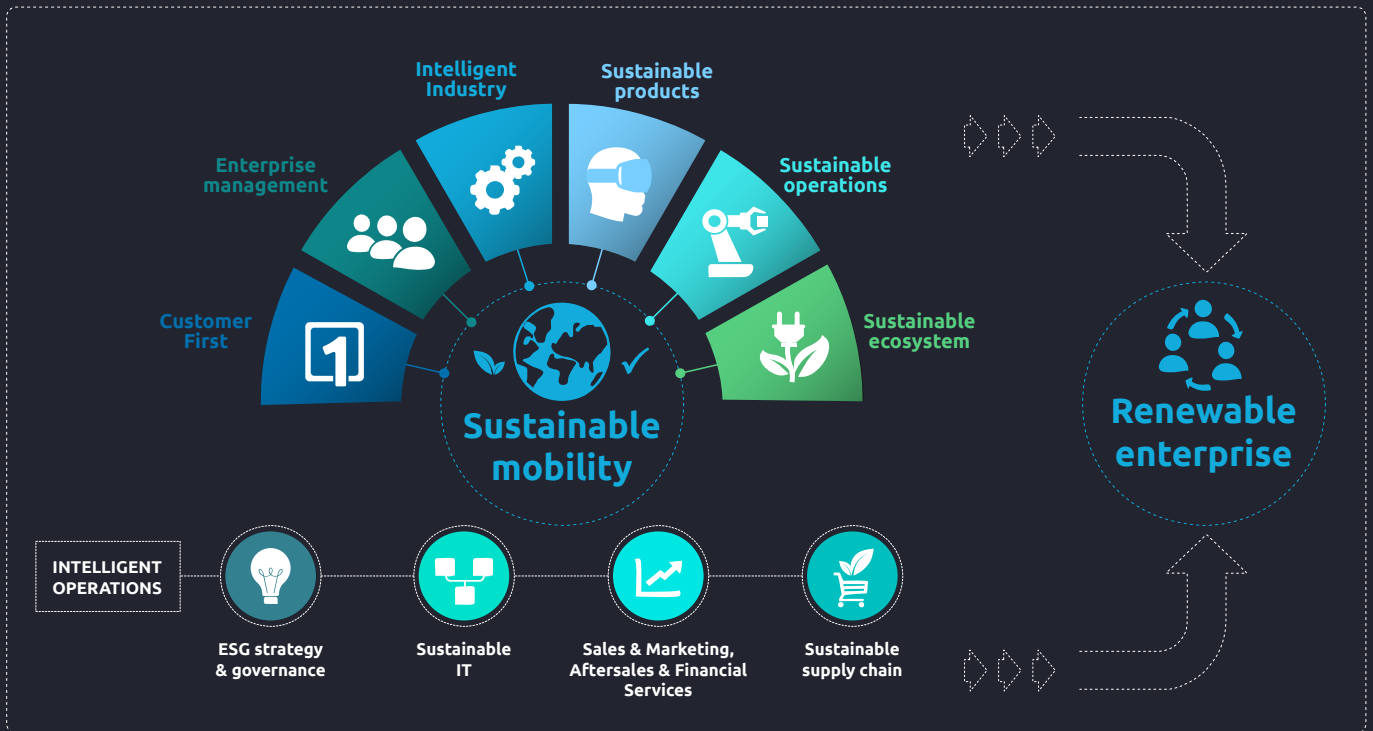 Intelligent
Industry
Sustainable
products
Enterprise
management
Sustainable
operations
Customer
First
Sustainable
ecosystem
1
Sustainable
mobility
Renewable
enterprise
INTELLIGENT
OPERATIONS
ESG strategy
& governance
Sustainable
IT
Sales & Marketing,
Aftersales & Financial
Services
Sustainable
supply chain